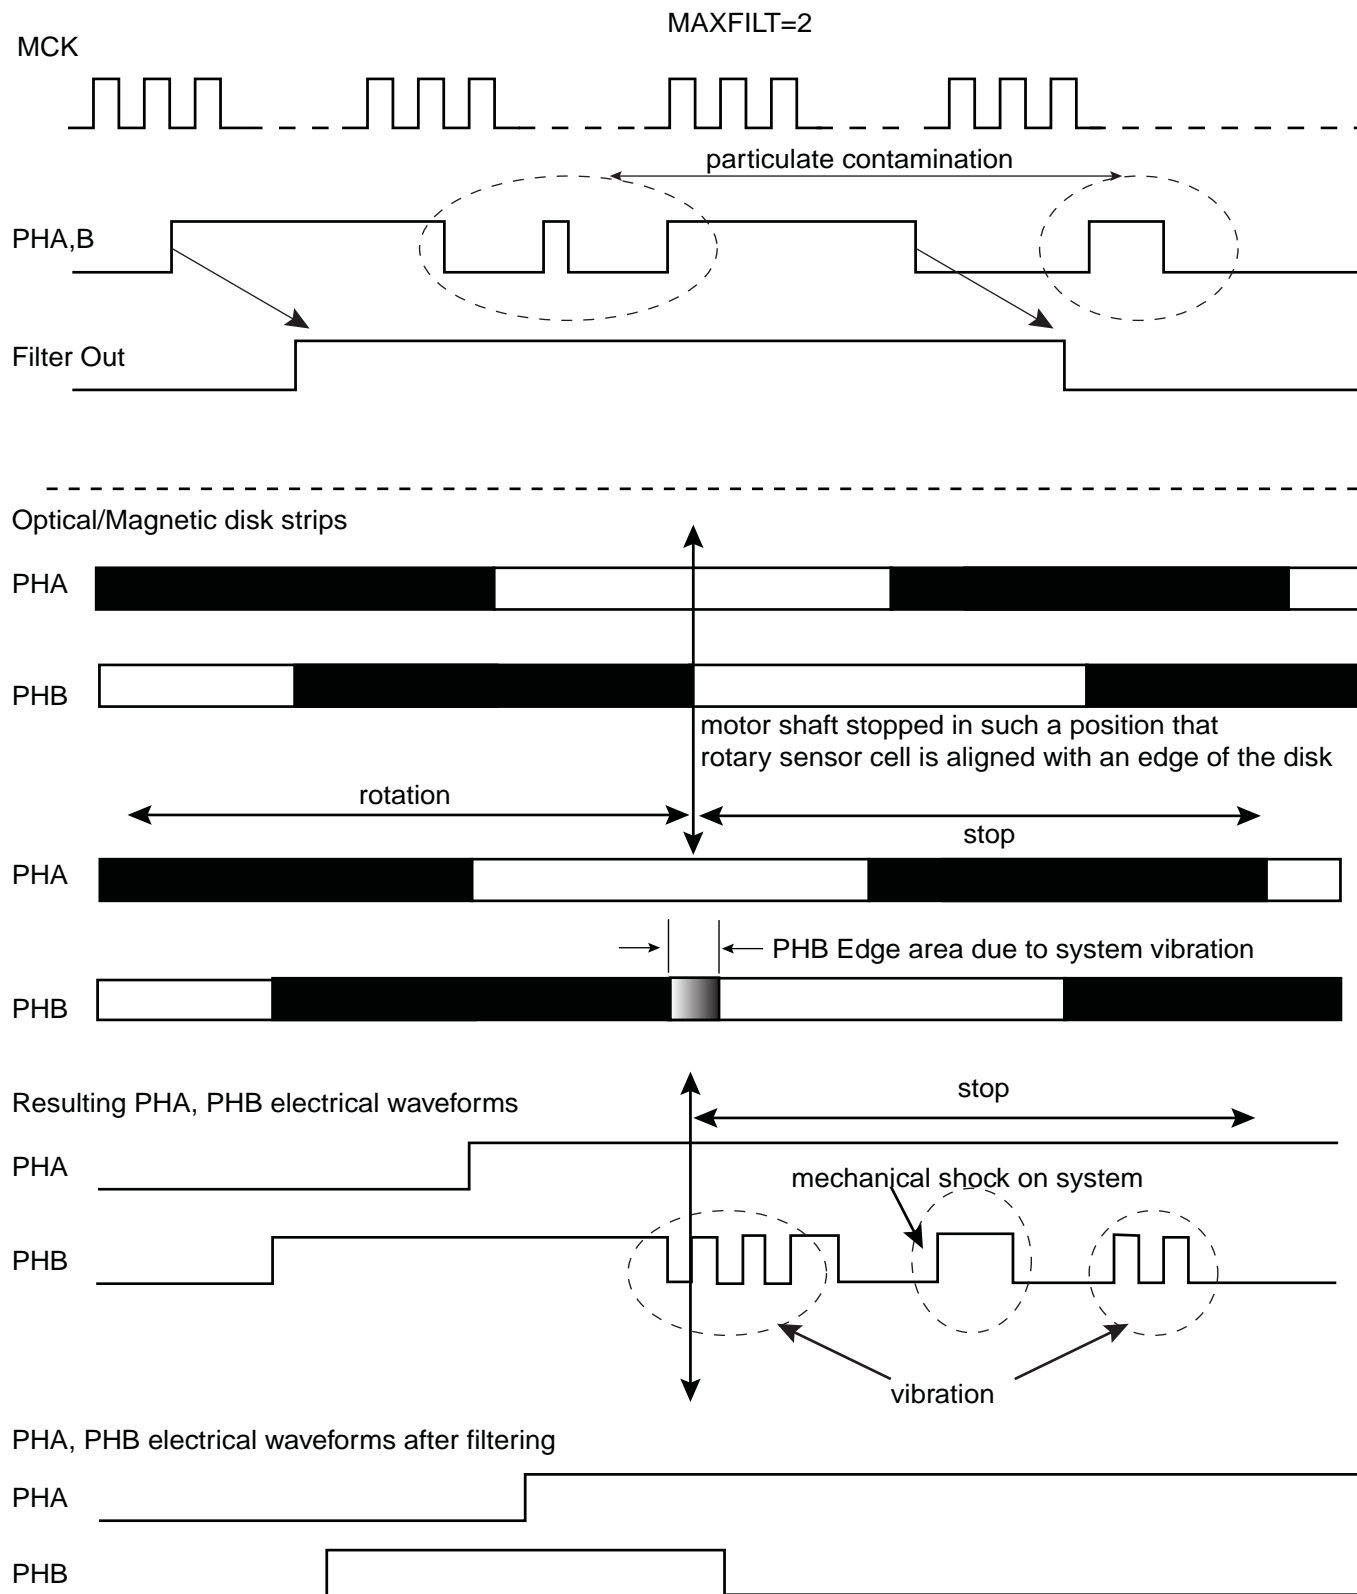 MAXFILT=2
MCK
particulate contamination
PHA,B
Filter Out
Optical/Magnetic disk strips
PHA
PHB
motor shaft stopped in such a position that
rotary sensor cell is aligned with an edge of the disk
rotation
stop
PHA
PHB Edge area due to system vibration
PHB
Resulting PHA, PHB electrical waveforms
stop
PHA
mechanical shock on system
PHB
vibration
PHA, PHB electrical waveforms after filtering
PHA
PHB